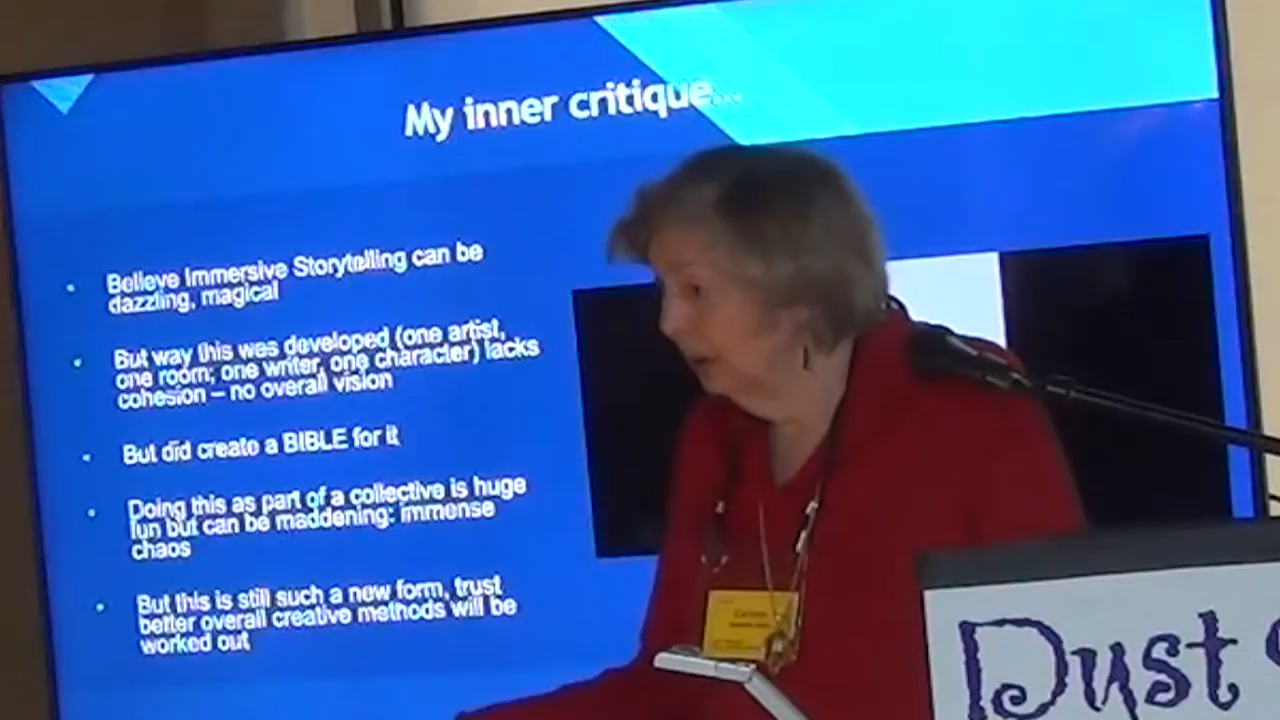 My inner critique...
• Believe Immersive Storytelling can be
dazzling, magical
• But way this was developed (one artist,
one room; one writer, one character) lacks
cohesion – no overall vision
• But did create a BIBLE for it
• Doing this as part of a collective is huge
fun but can be maddening: immense
chaos
• But this is still such a new form, trust
better overall creative methods will be
worked out
Dust